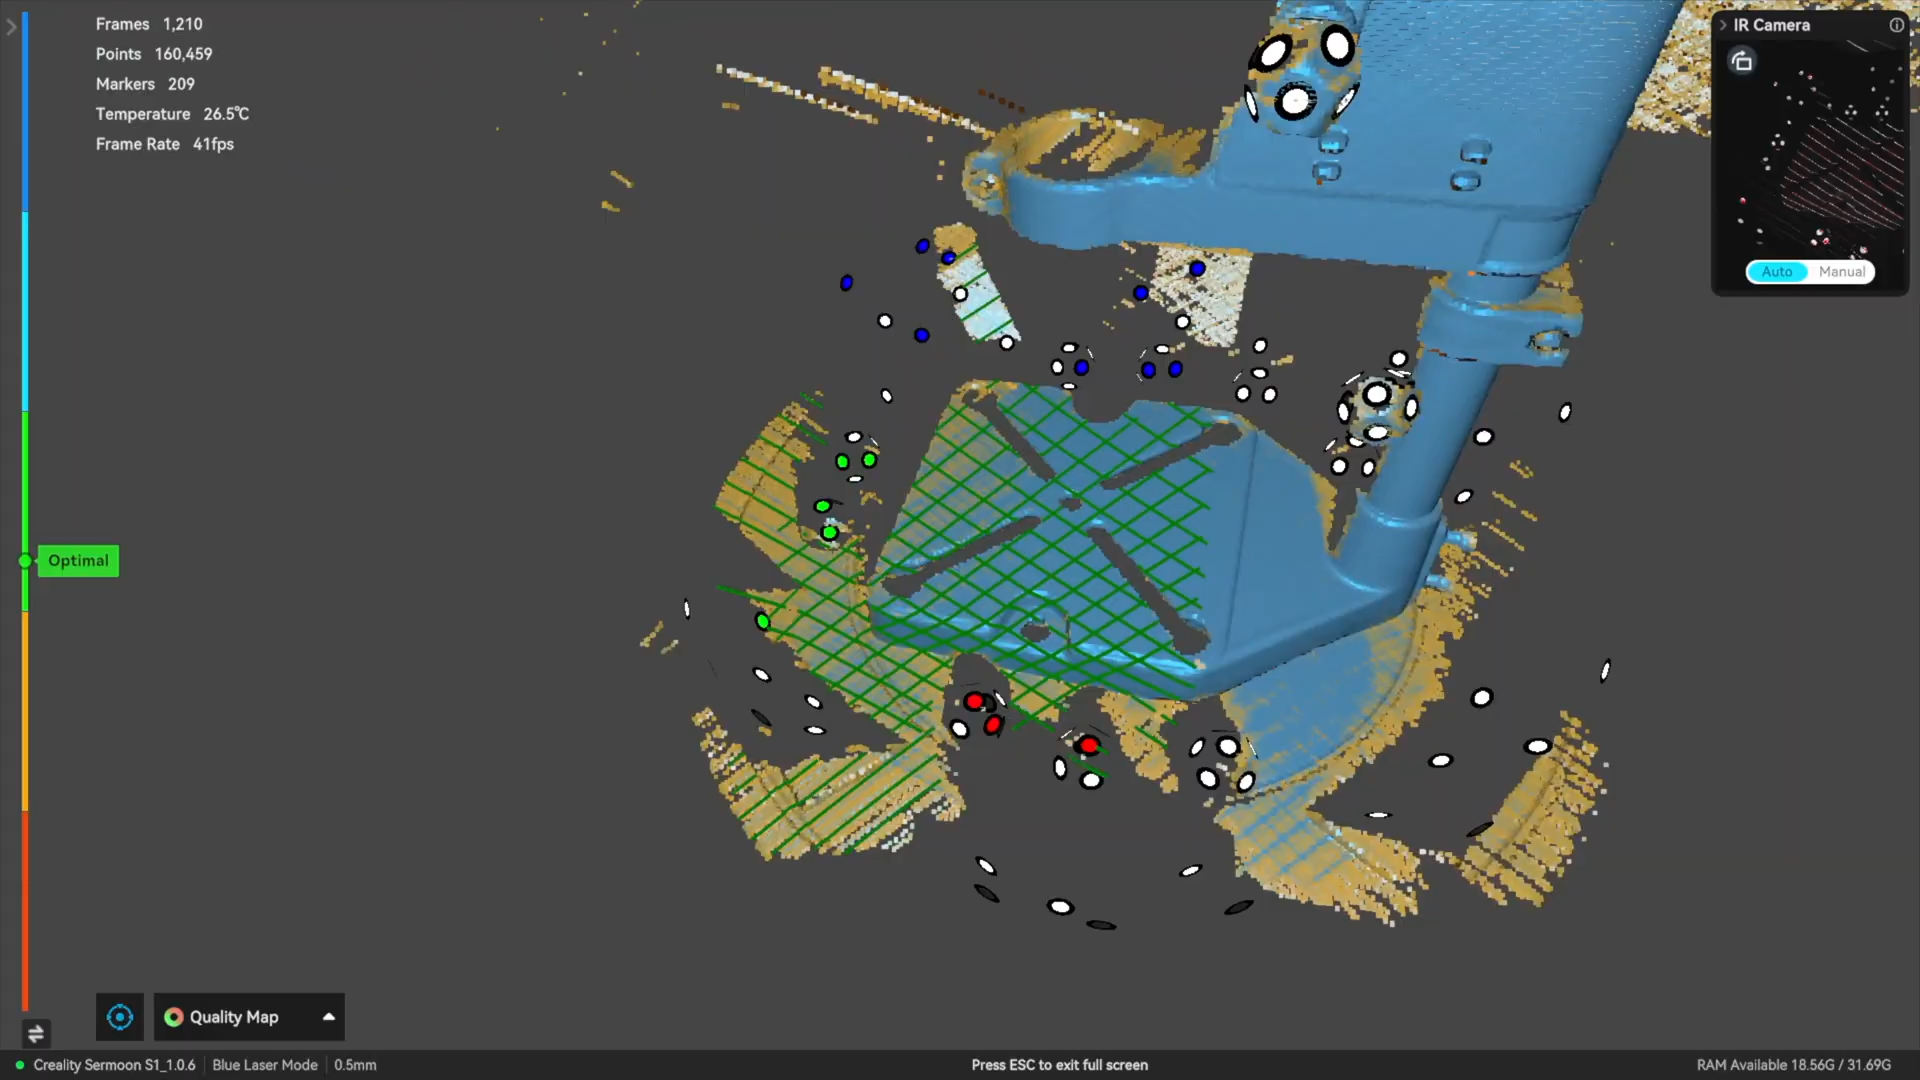 Frames 1,210
Points 160,459
Markers 209
Temperature 26.5℃
Frame Rate 41fps
IR Camera
Auto Manual
Optimal
Quality Map
Creality Sermoon S1_1.0.6 Blue Laser Mode 0.5mm
Press ESC to exit full screen
RAM Available 18.56G / 31.69G